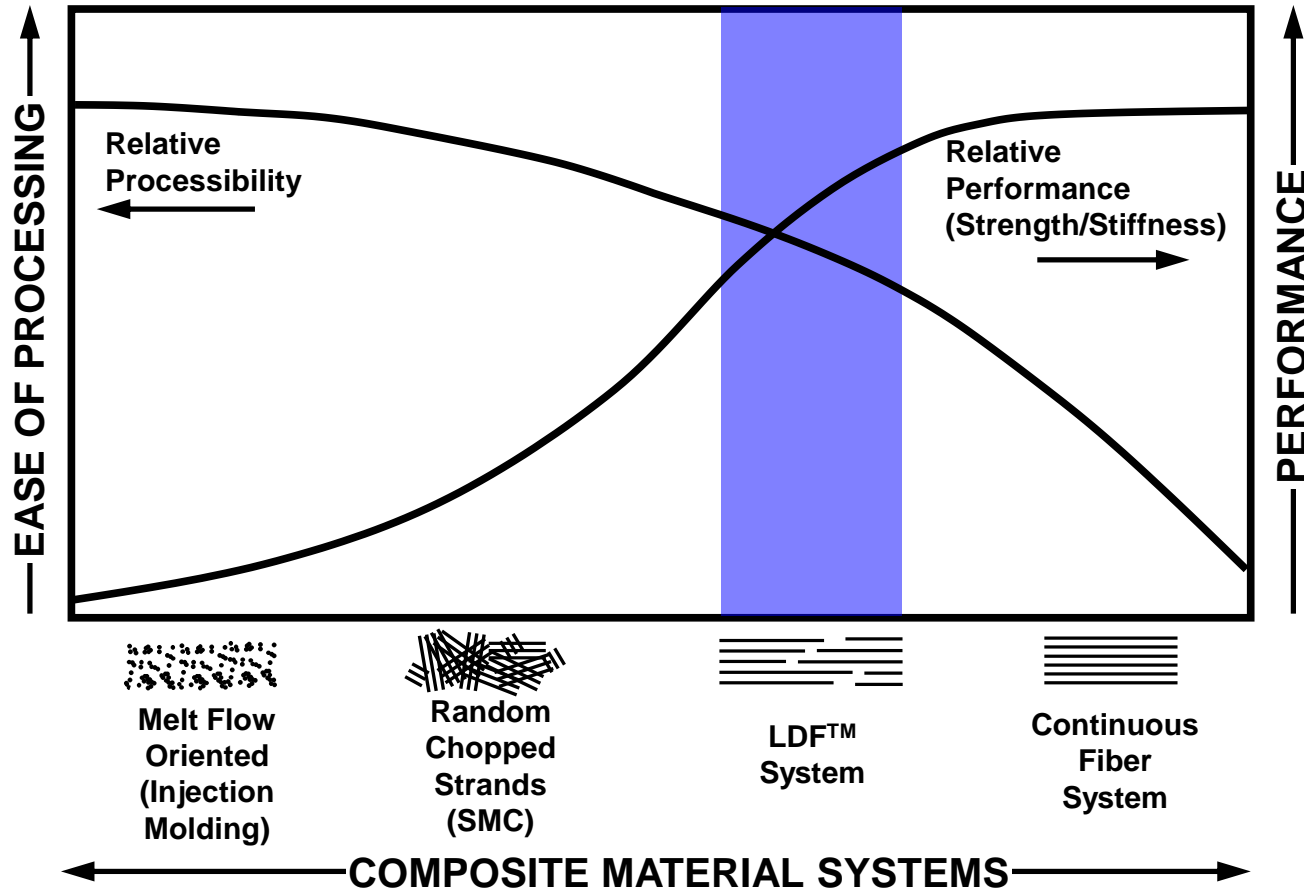 EASE OF PROCESSING
Relative
Processibility
Relative
Performance
(Strength/Stiffness)
PERFORMANCE
Melt Flow
Oriented
(Injection
Molding)
Random
Chopped
Strands
(SMC)
LDF™
System
Continuous
Fiber
System
COMPOSITE MATERIAL SYSTEMS